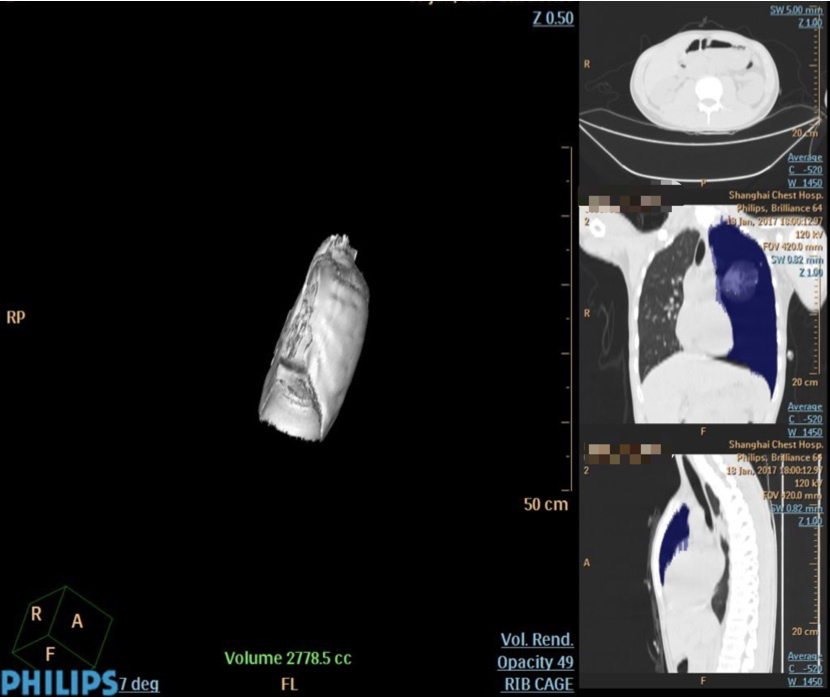 Z 0.50
RP
50 cm
R
A
F
PHILIPS
7 deg
Volume 2778.5 cc
FL
Vol. Rend.
Opacity 49
RIB CAGE
SW 5.00 mm
Z 1.00
R
20 cm
Average
C -520
W 1450
P
Shanghai Chest Hosp.
Philips, Brilliance 64
18 Jan, 2017 18:00:12.97
120 kV
FOV 420.0 mm
SW 0.82 mm
Z 1.00
2
R
20 cm
Average
C -520
W 1450
F
Shanghai Chest Hosp.
Philips, Brilliance 64
18 Jan, 2017 18:00:12.97
120 kV
FOV 320.0 mm
SW 0.82 mm
Z 1.00
2
A
20 cm
Average
C -520
W 1450
F